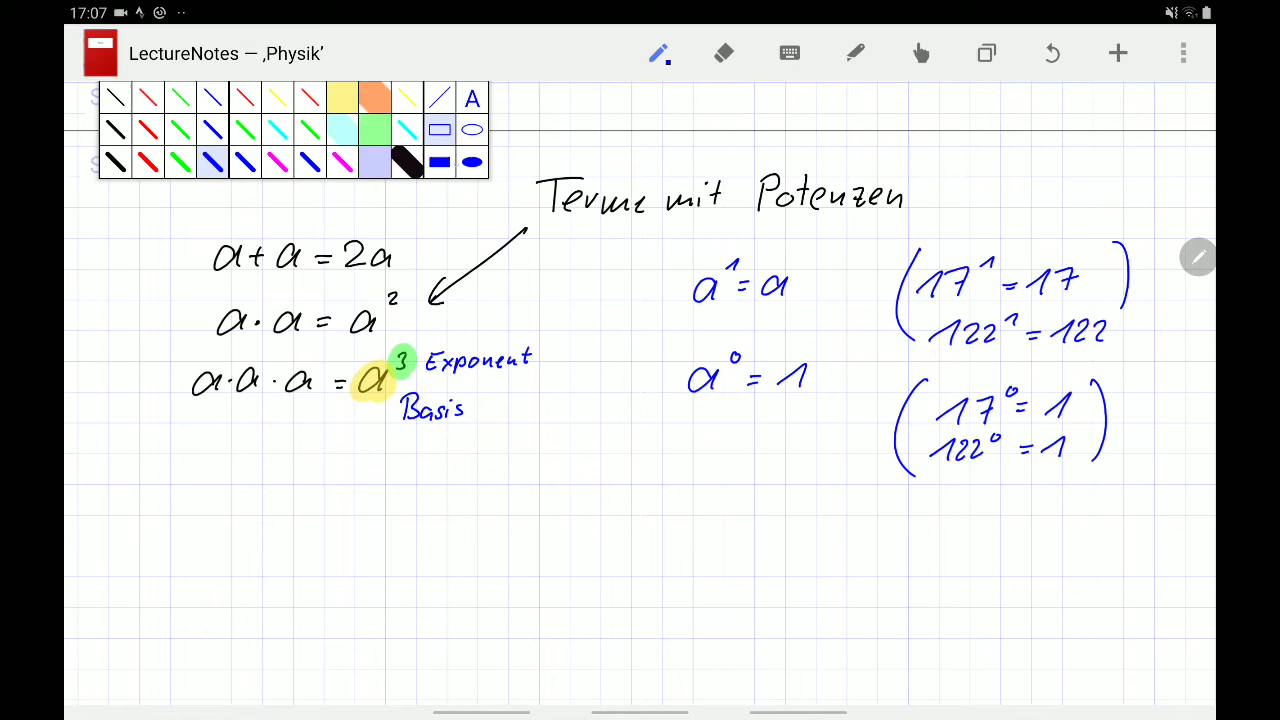 17:07
LectureNotes — ‚Physik’
A
Terme mit Potenzen
a + a = 2a
a · a = a²
a · a · a = a³ Exponent
Basis
a¹ = a
a⁰ = 1
(17¹ = 17
122¹ = 122)
(17⁰ = 1
122⁰ = 1)